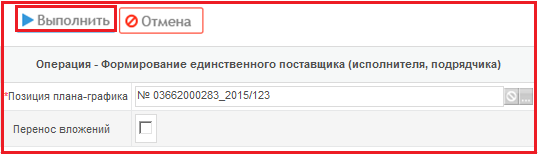 Выполнить Отмена
Операция - Формирование единственного поставщика (исполнителя, подрядчика)
*Позиция плана-графика № 03662000283_2015/123 ...
Перенос вложений